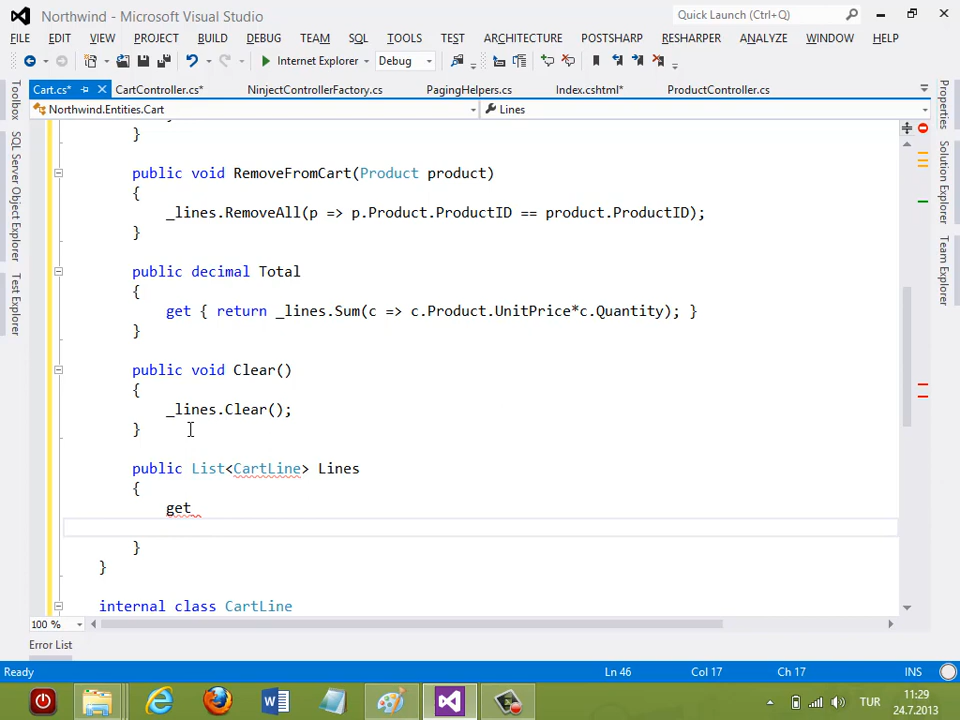 Northwind - Microsoft Visual Studio
Quick Launch (Ctrl+Q)
FILE EDIT VIEW PROJECT BUILD DEBUG TEAM SQL TOOLS TEST ARCHITECTURE POSTSHARP RESHARPER ANALYZE WINDOW HELP
Internet Explorer Debug
Cart.cs* CartController.cs* NinjectControllerFactory.cs PagingHelpers.cs Index.cshtml* ProductController.cs
Northwind.Entities.Cart Lines
}
public void RemoveFromCart(Product product)
{
_lines.RemoveAll(p => p.Product.ProductID == product.ProductID);
}
public decimal Total
{
get { return _lines.Sum(c => c.Product.UnitPrice*c.Quantity); }
}
public void Clear()
{
_lines.Clear();
}
public List<CartLine> Lines
{
get
}
}
internal class CartLine
100 %
Error List
Ready Ln 46 Col 17 Ch 17 INS
TUR 11:29
24.7.2013
Toolbox
SQL Server Object Explorer
Test Explorer
Properties
Solution Explorer
Team Explorer